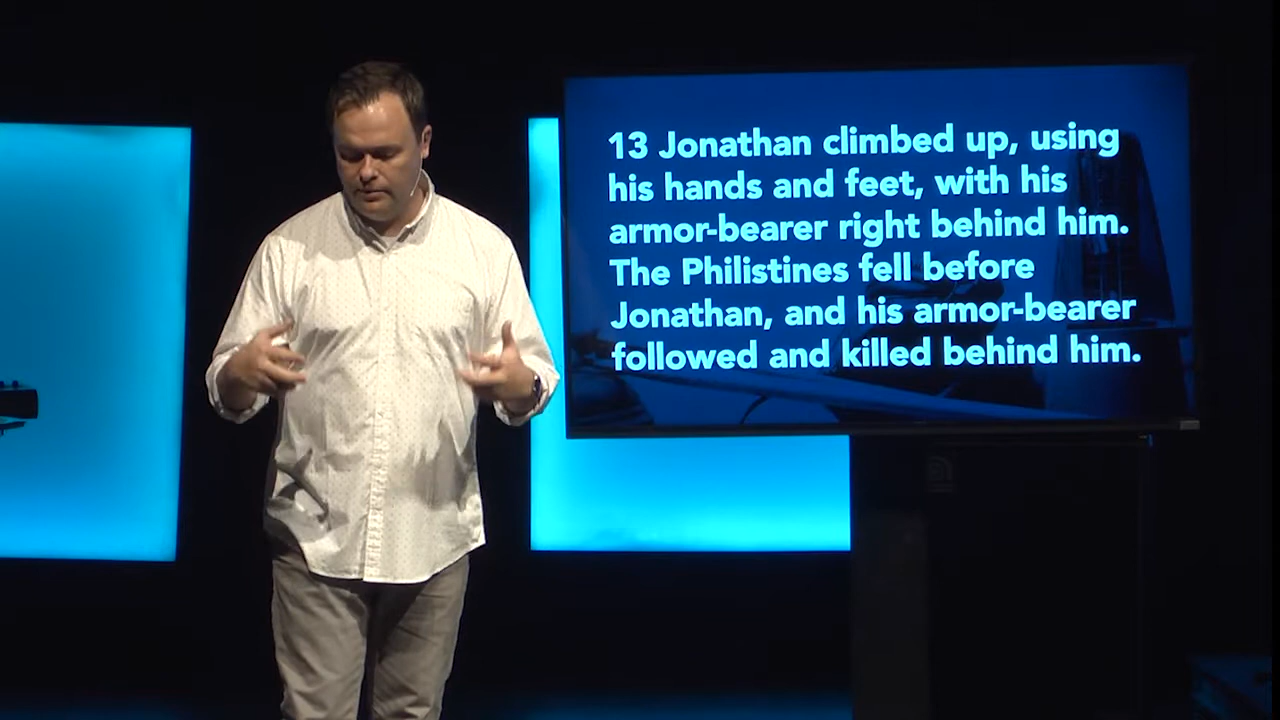 13 Jonathan climbed up, using
his hands and feet, with his
armor-bearer right behind him.
The Philistines fell before
Jonathan, and his armor-bearer
followed and killed behind him.